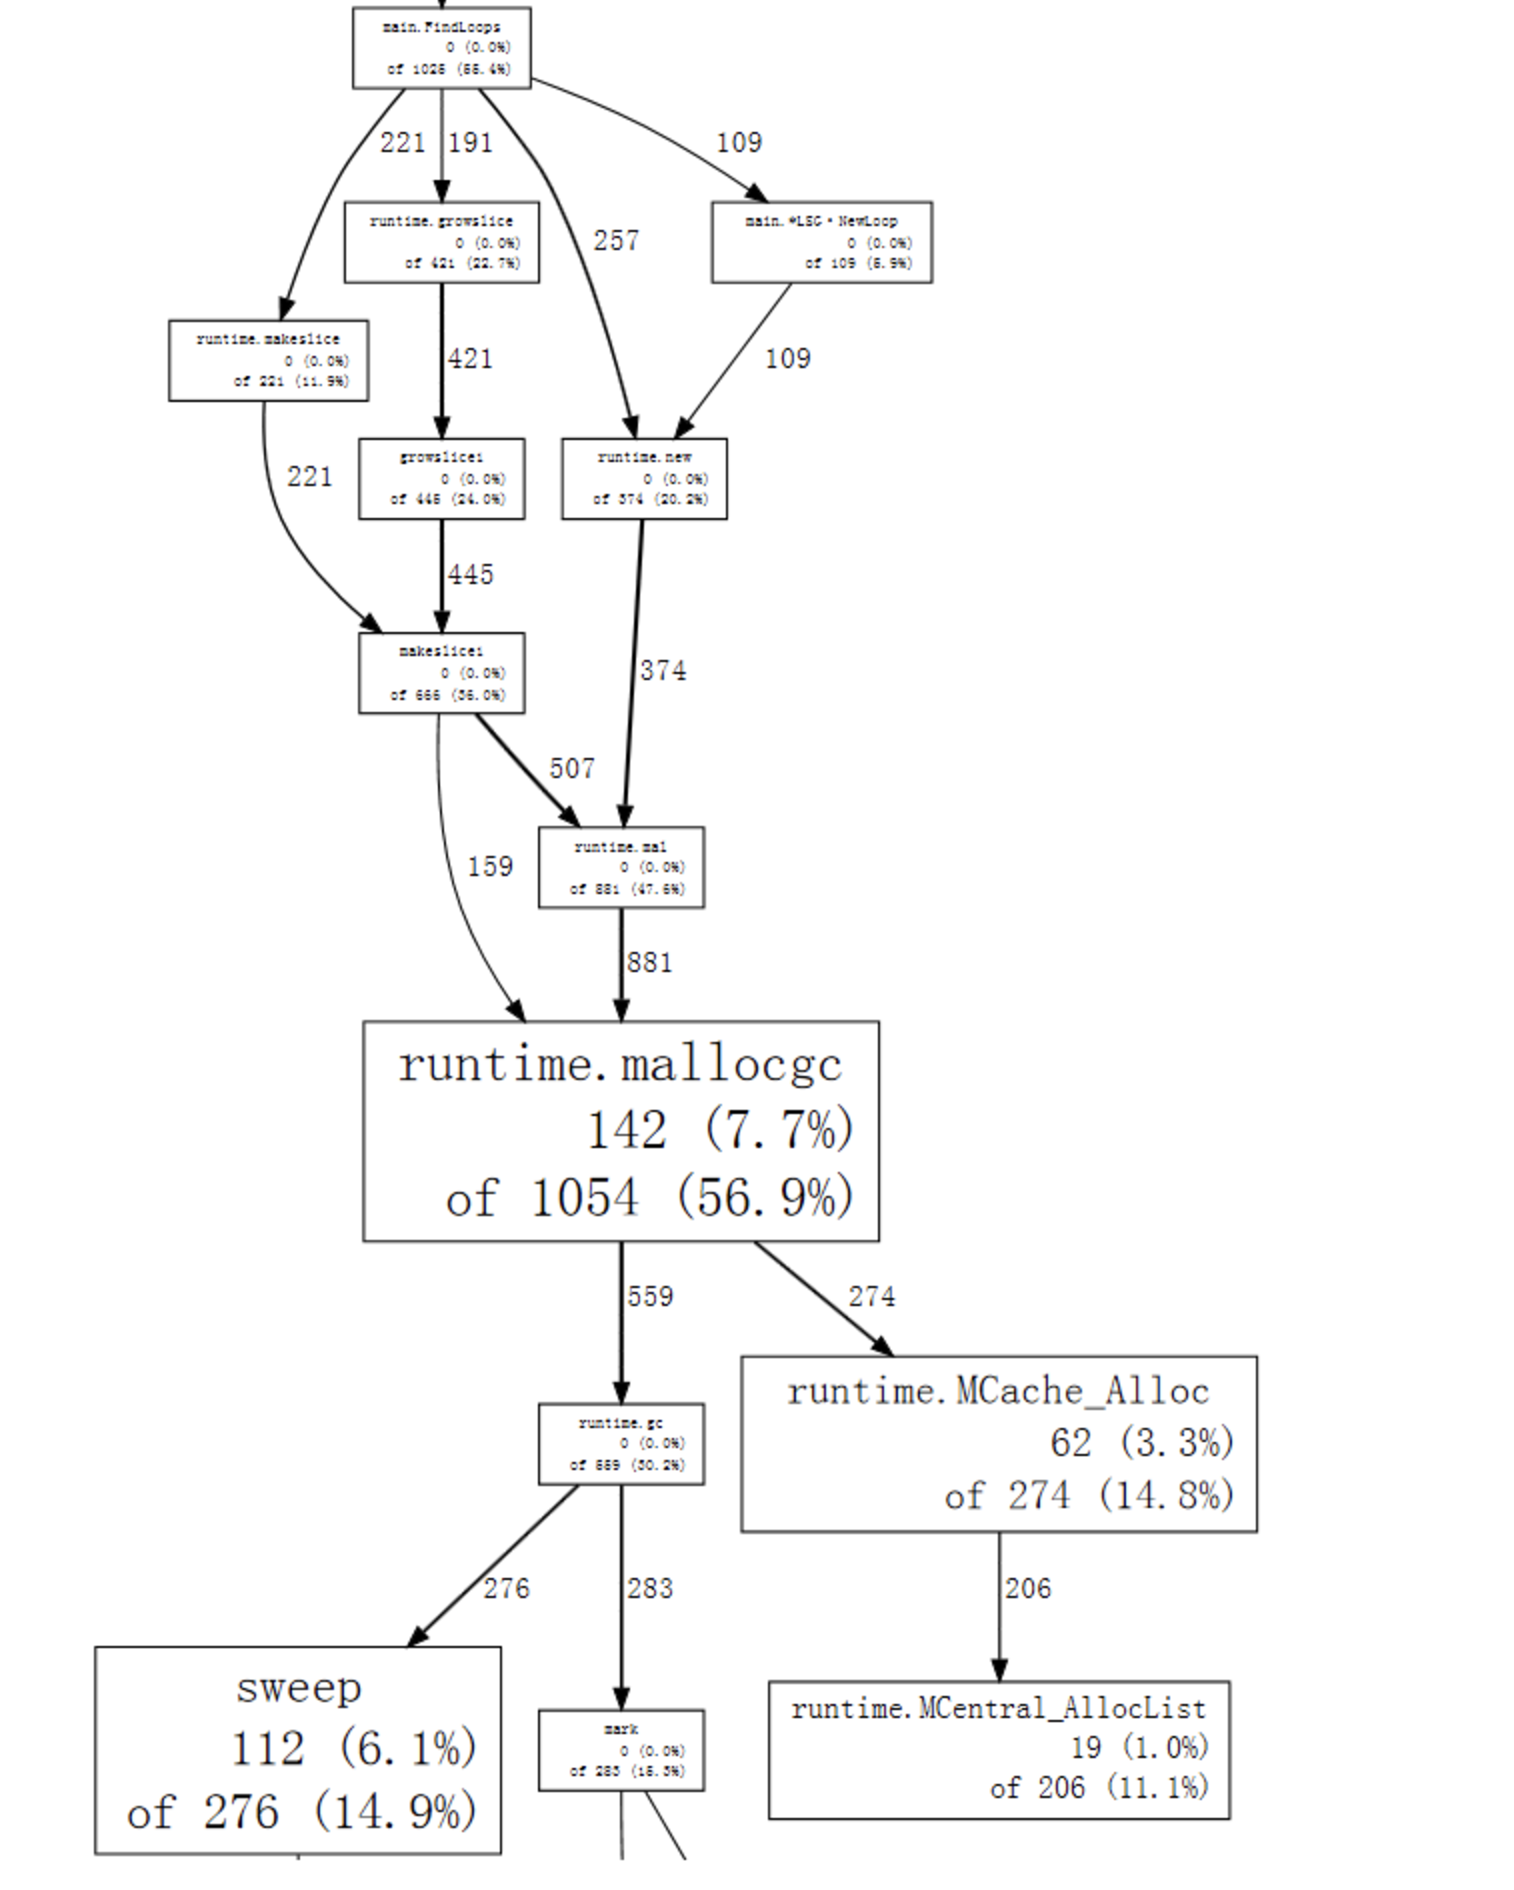 main.FindLoops
0 (0.0%)
of 1025 (55.4%)
221
191
109
257
runtime.growslice
0 (0.0%)
of 421 (22.7%)
main.*LSG·NewLoop
0 (0.0%)
of 109 (5.9%)
runtime.makeslice
0 (0.0%)
of 221 (11.9%)
421
109
growslice1
0 (0.0%)
of 445 (24.0%)
runtime.new
0 (0.0%)
of 374 (20.2%)
221
445
makeslice1
0 (0.0%)
of 666 (36.0%)
374
507
159
runtime.mal
0 (0.0%)
of 881 (47.6%)
881
runtime.mallocgc
142 (7.7%)
of 1054 (56.9%)
559
274
runtime.MCache_Alloc
62 (3.3%)
of 274 (14.8%)
runtime.gc
0 (0.0%)
of 559 (30.2%)
276
283
206
sweep
112 (6.1%)
of 276 (14.9%)
mark
0 (0.0%)
of 283 (15.3%)
runtime.MCentral_AllocList
19 (1.0%)
of 206 (11.1%)